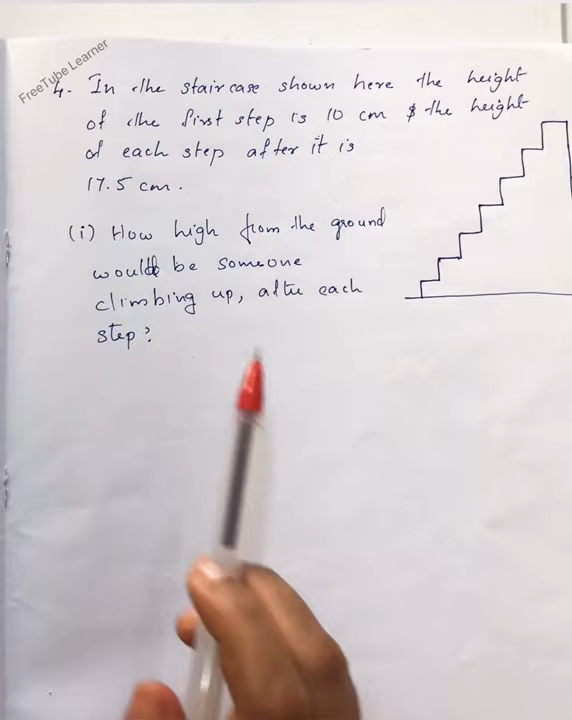 FreeTube Learner
4. In the staircase shown here the height
of the first step is 10 cm & the height
of each step after it is
17.5 cm.
(i) How high from the ground
would be someone
climbing up, after each
step?